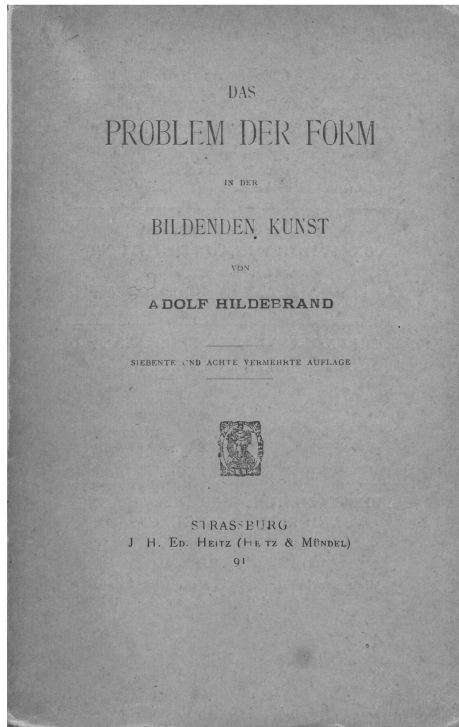 DAS
PROBLEM DER FORM
IN DER
BILDENDEN KUNST
VON
ADOLF HILDEBRAND
SIEBENTE UND ACHTE VERMEHRTE AUFLAGE
STRASSBURG
J H. ED. HEITZ (HEITZ & MÜNDEL)
91